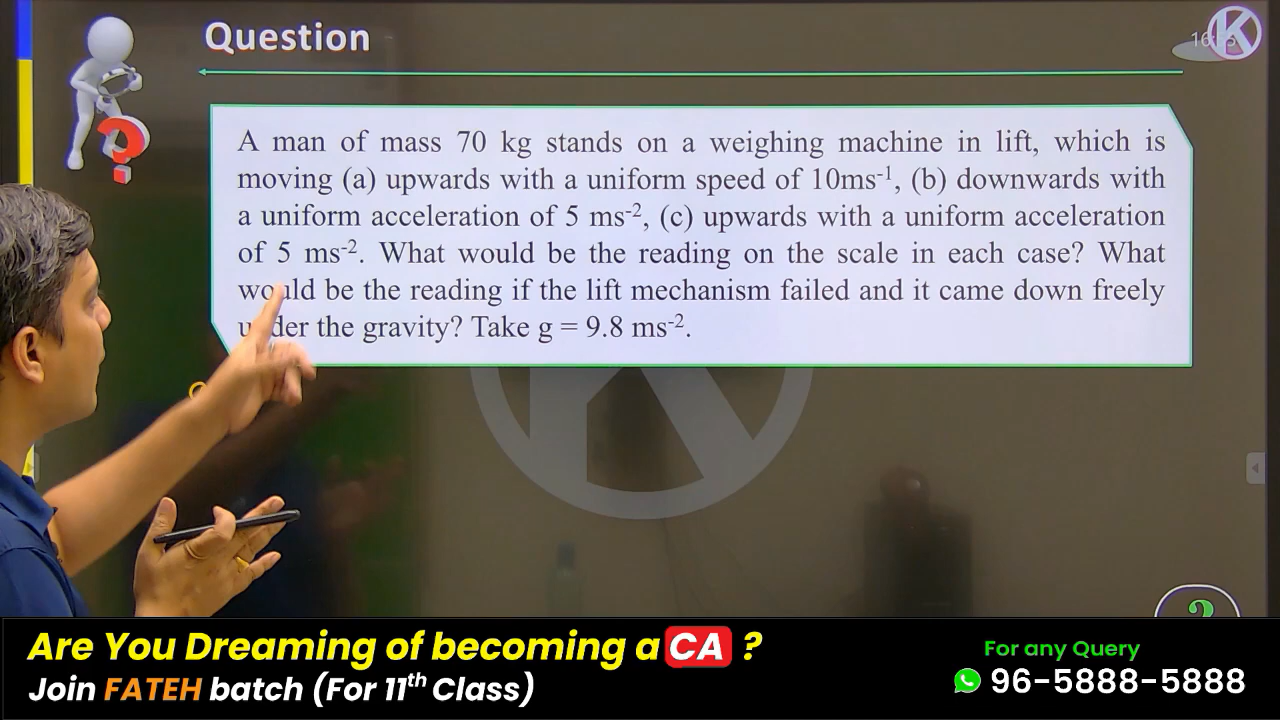 Question
A man of mass 70 kg stands on a weighing machine in lift, which is
moving (a) upwards with a uniform speed of 10ms⁻¹, (b) downwards with
a uniform acceleration of 5 ms⁻², (c) upwards with a uniform acceleration
of 5 ms⁻². What would be the reading on the scale in each case? What
would be the reading if the lift mechanism failed and it came down freely
under the gravity? Take g = 9.8 ms⁻².
Are You Dreaming of becoming a CA ?
Join FATEH batch (For 11th Class)
For any Query
96-5888-5888